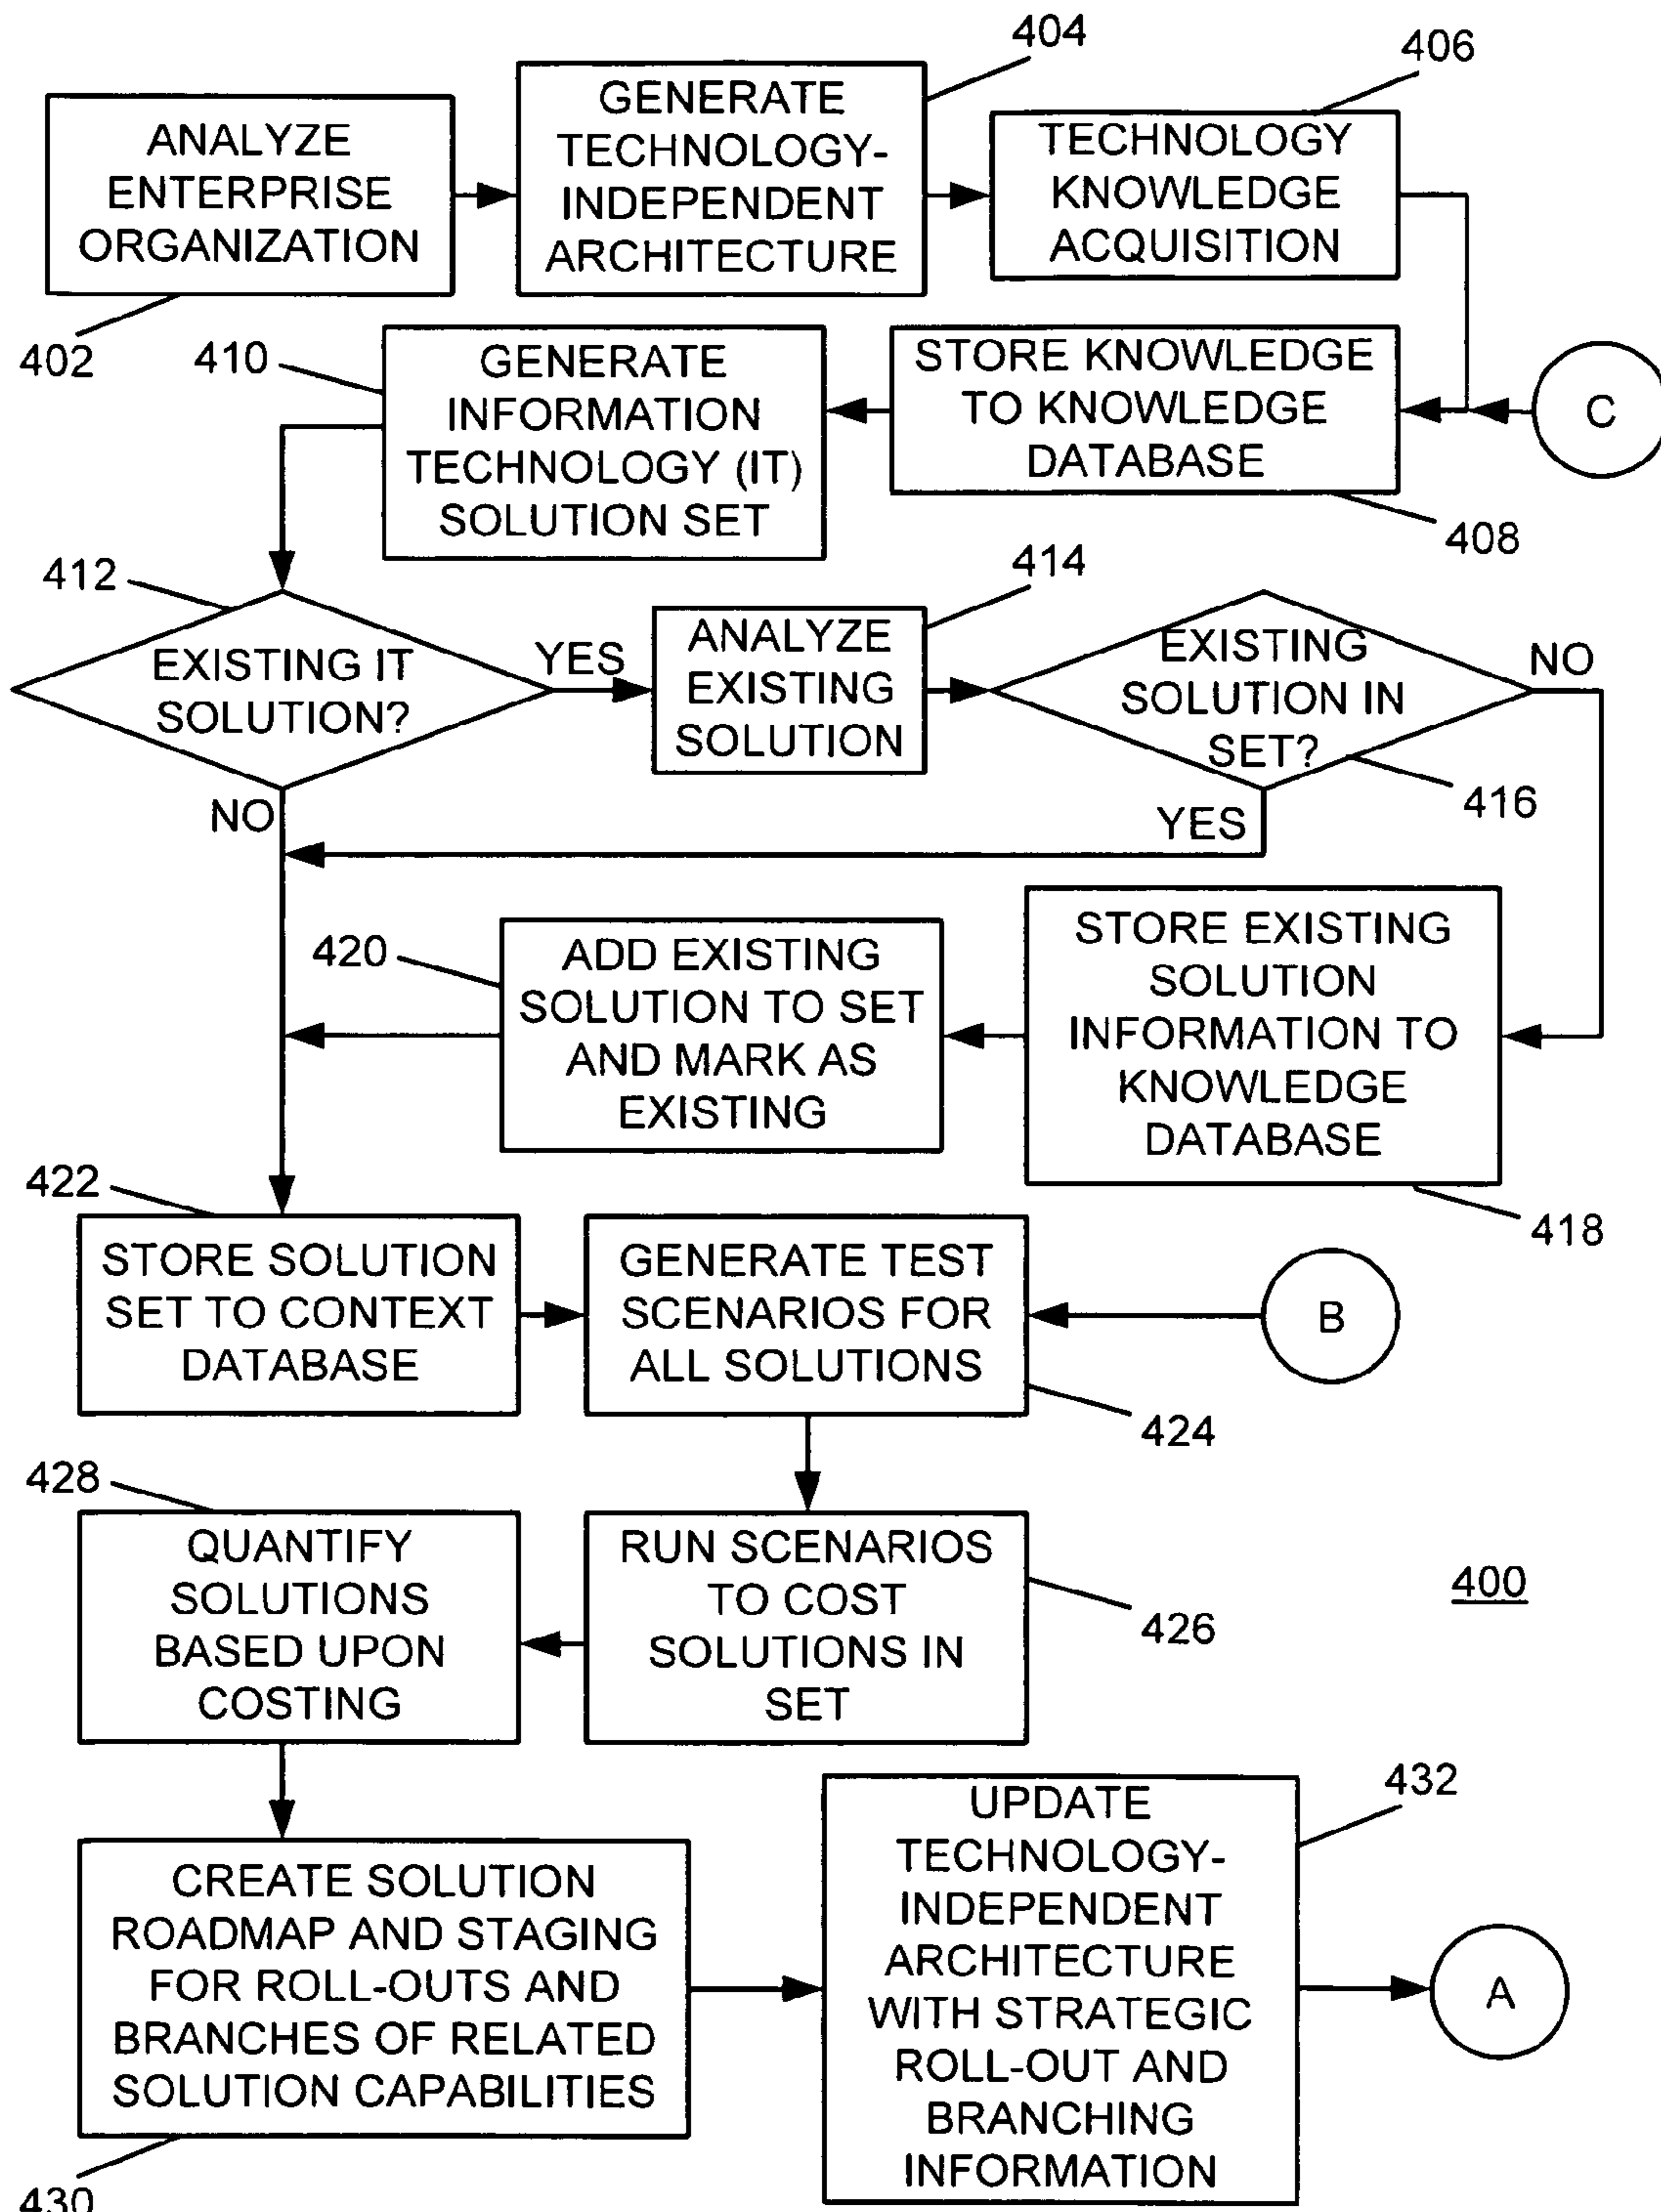 404
406
ANALYZE
ENTERPRISE
ORGANIZATION
GENERATE
TECHNOLOGY-
INDEPENDENT
ARCHITECTURE
TECHNOLOGY
KNOWLEDGE
ACQUISITION
402
410
GENERATE
INFORMATION
TECHNOLOGY (IT)
SOLUTION SET
STORE KNOWLEDGE
TO KNOWLEDGE
DATABASE
C
408
412
414
EXISTING IT
SOLUTION?
YES
ANALYZE
EXISTING
SOLUTION
EXISTING
SOLUTION IN
SET?
NO
416
NO
YES
420
ADD EXISTING
SOLUTION TO SET
AND MARK AS
EXISTING
STORE EXISTING
SOLUTION
INFORMATION TO
KNOWLEDGE
DATABASE
418
422
STORE SOLUTION
SET TO CONTEXT
DATABASE
GENERATE TEST
SCENARIOS FOR
ALL SOLUTIONS
B
424
428
QUANTIFY
SOLUTIONS
BASED UPON
COSTING
RUN SCENARIOS
TO COST
SOLUTIONS IN
SET
426
400
432
CREATE SOLUTION
ROADMAP AND STAGING
FOR ROLL-OUTS AND
BRANCHES OF RELATED
SOLUTION CAPABILITIES
UPDATE
TECHNOLOGY-
INDEPENDENT
ARCHITECTURE
WITH STRATEGIC
ROLL-OUT AND
BRANCHING
INFORMATION
A
430